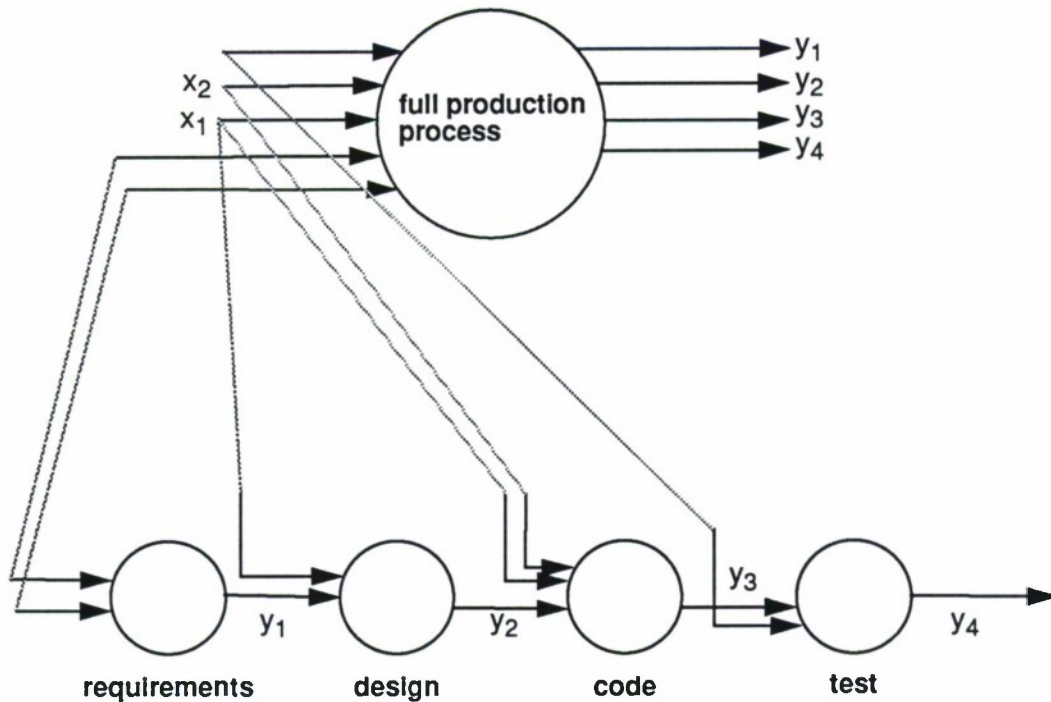 y1
x2
y2
full production
process
x1
y3
y4
y1
y2
y3
y4
requirements
design
code
test